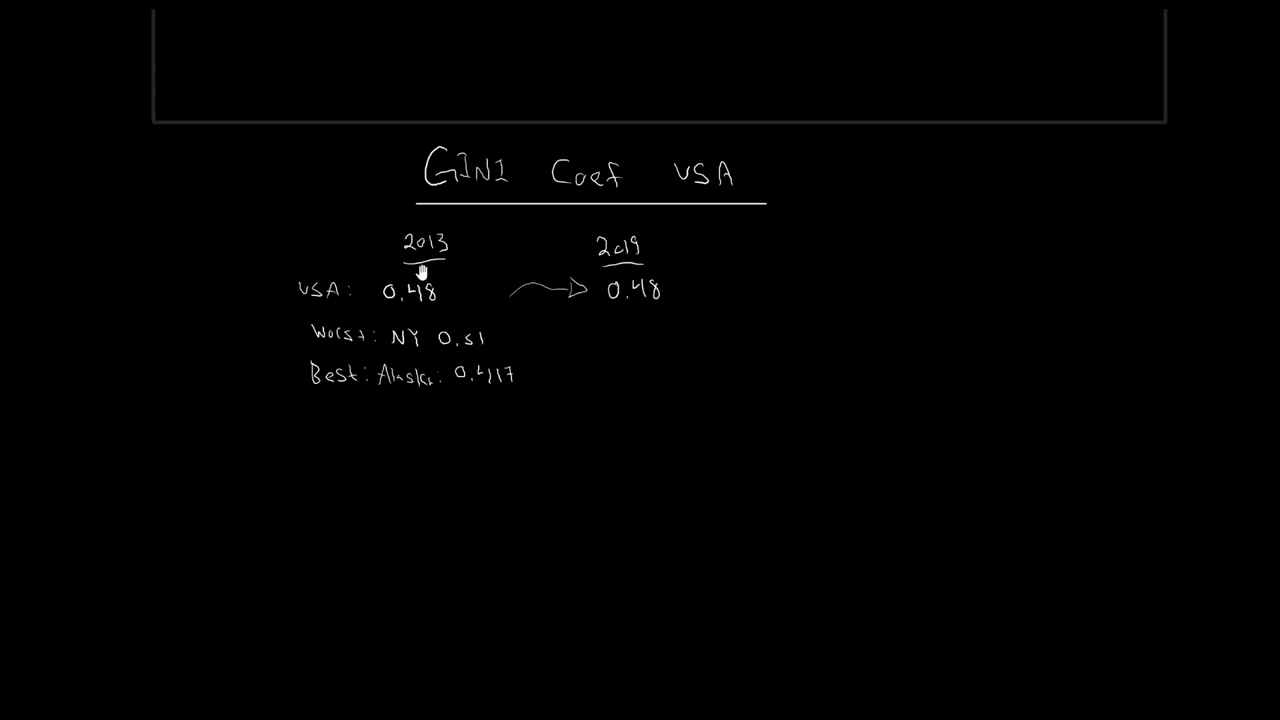 GINI Coef USA
2013 2019
USA: 0.48 0.48
Worst: NY 0.51
Best: Alaska: 0.417